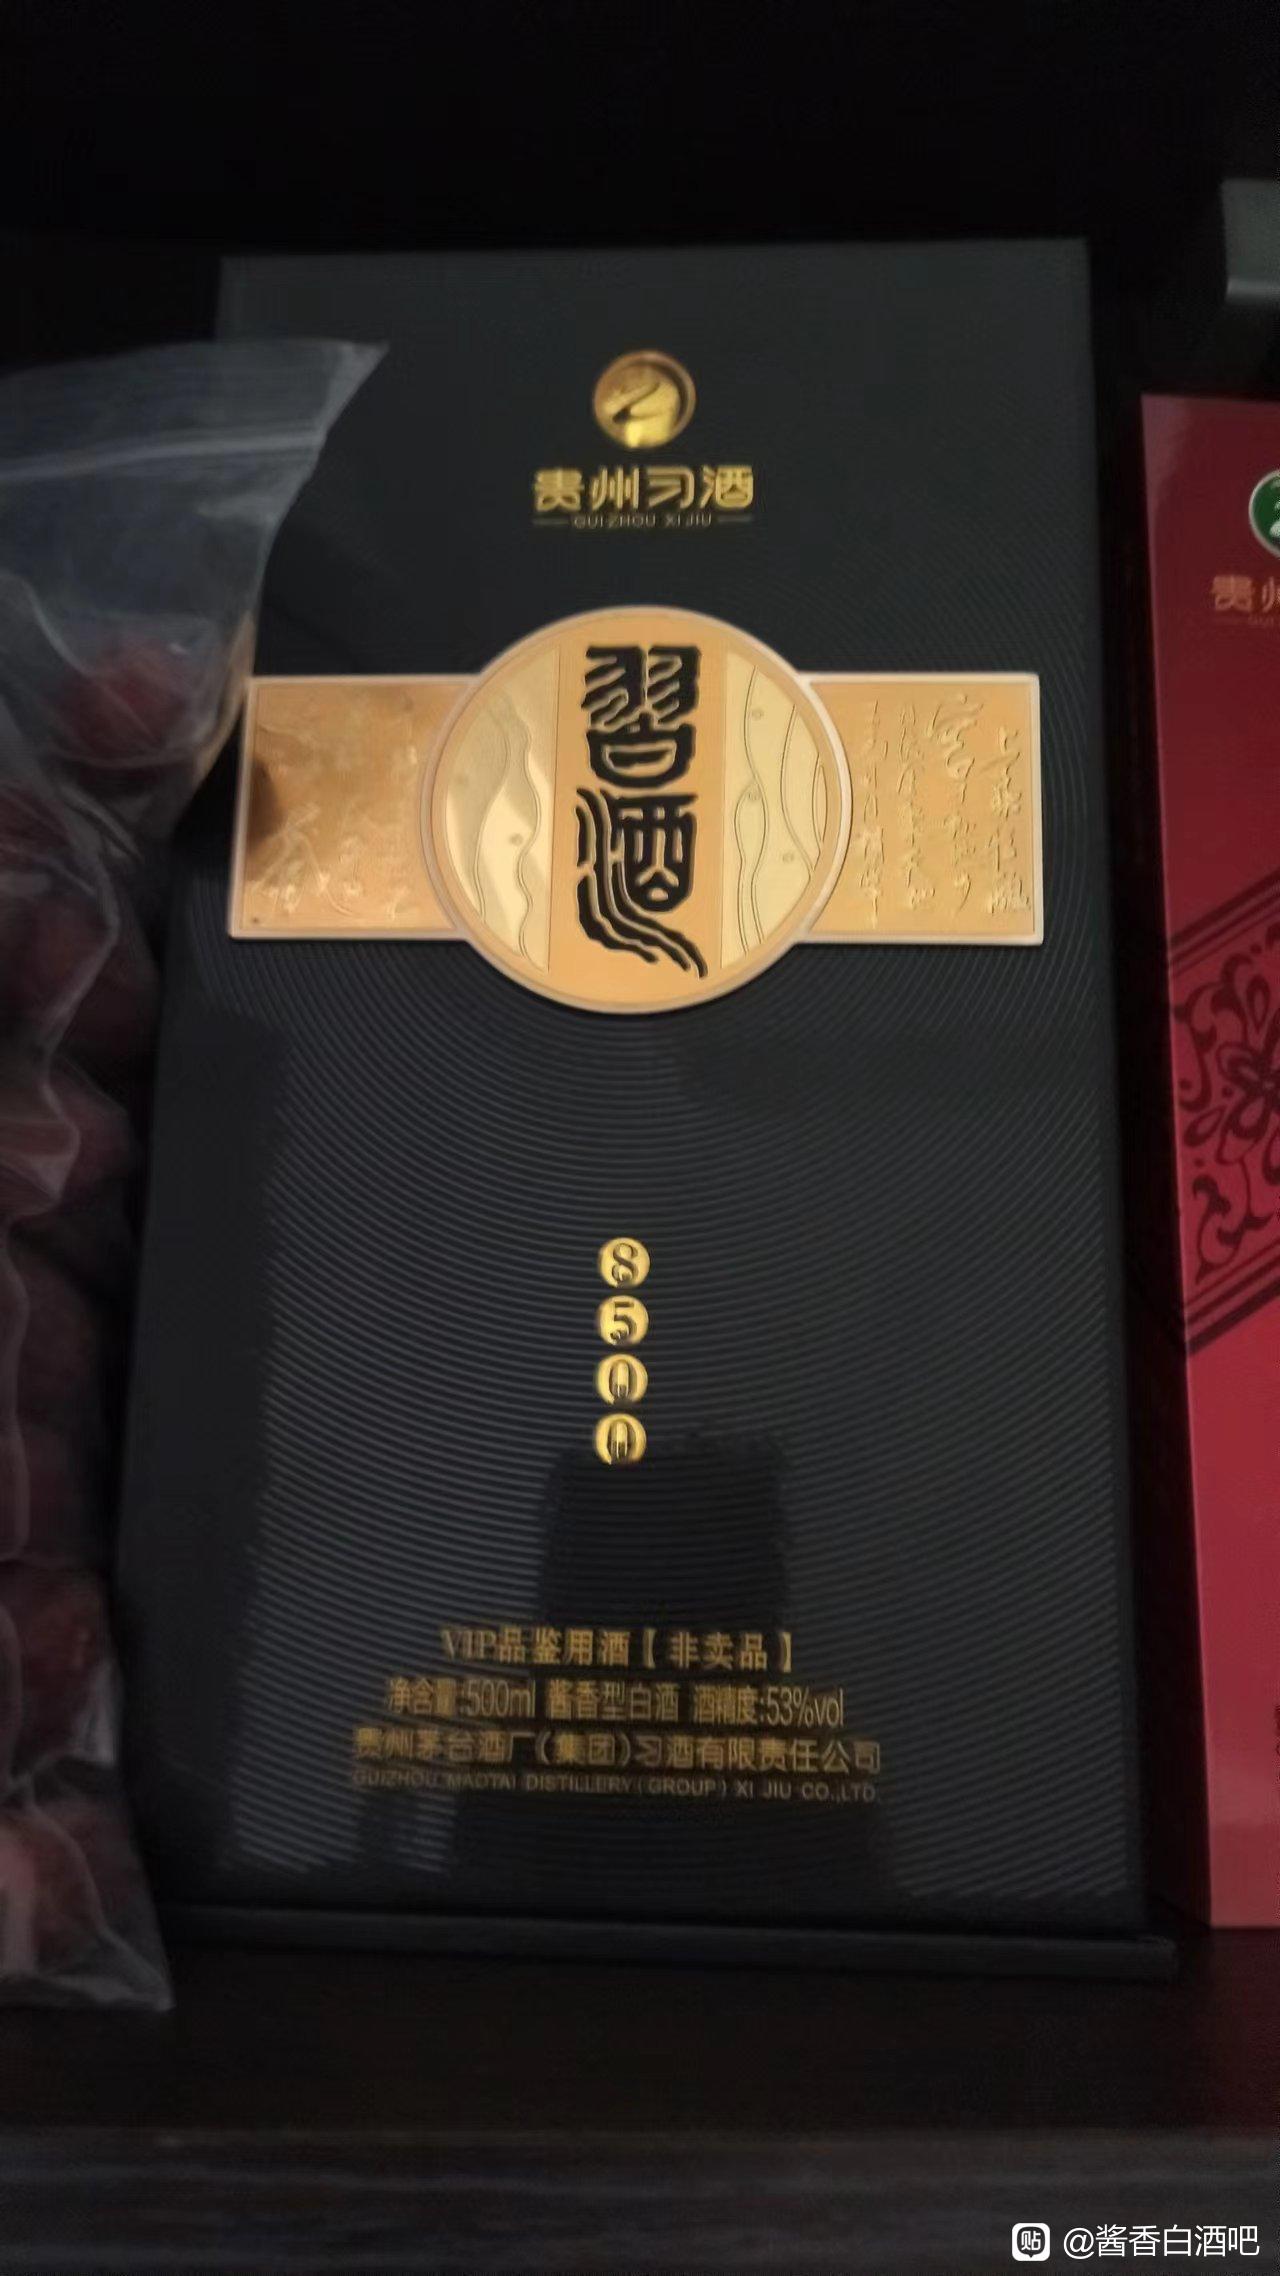 贵州习酒
GUIZHOU XIJIU
習酒
8500
VIP品鉴用酒【非卖品】
净含量:500ml 酱香型白酒 酒精度:53%vol
贵州茅台酒厂(集团)习酒有限责任公司
GUIZHOU MAOTAI DISTILLERY(GROUP) XI JIU CO.,LTD.
贵州
贴 @酱香白酒吧